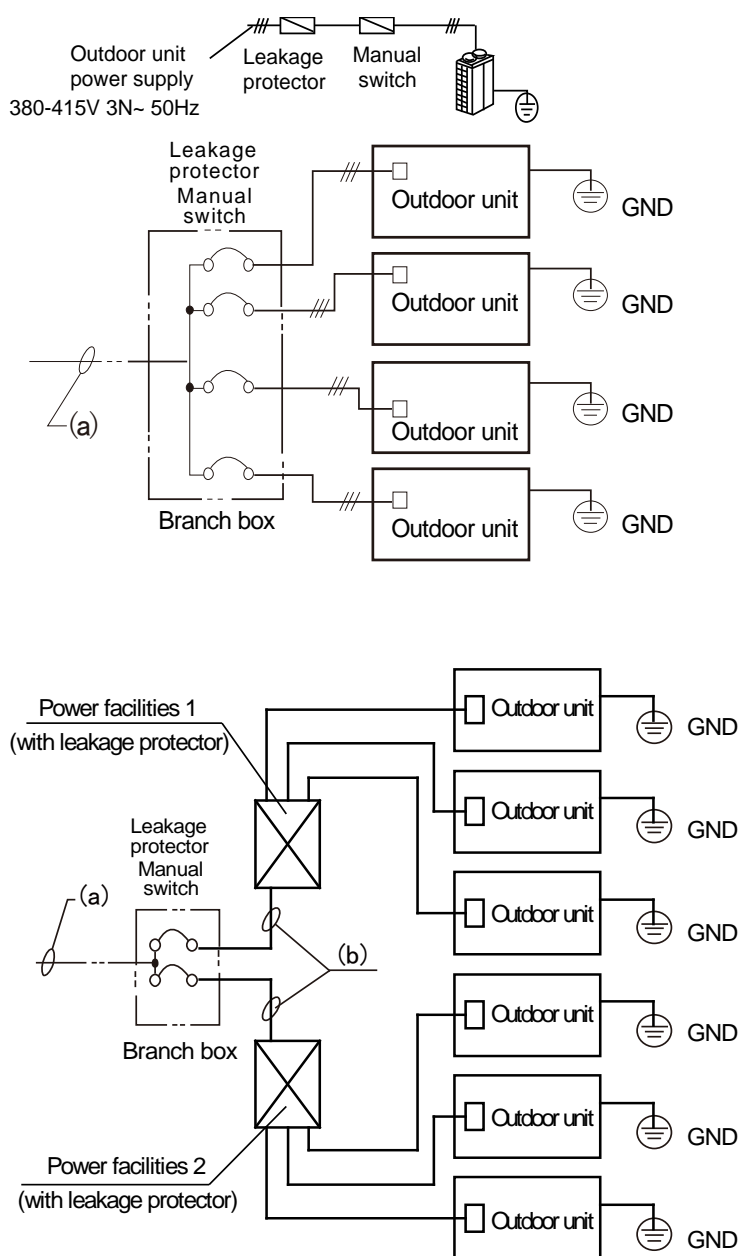 Outdoor unit
power supply
380-415V 3N~ 50Hz
Leakage
protector
Manual
switch
Leakage
protector
Manual
switch
Outdoor unit
GND
Outdoor unit
GND
(a)
Outdoor unit
GND
Outdoor unit
GND
Branch box
Power facilities 1
(with leakage protector)
Outdoor unit
GND
Outdoor unit
GND
Leakage
protector
Manual
switch
(a)
Outdoor unit
GND
(b)
Branch box
Outdoor unit
GND
Outdoor unit
GND
Power facilities 2
(with leakage protector)
Outdoor unit
GND